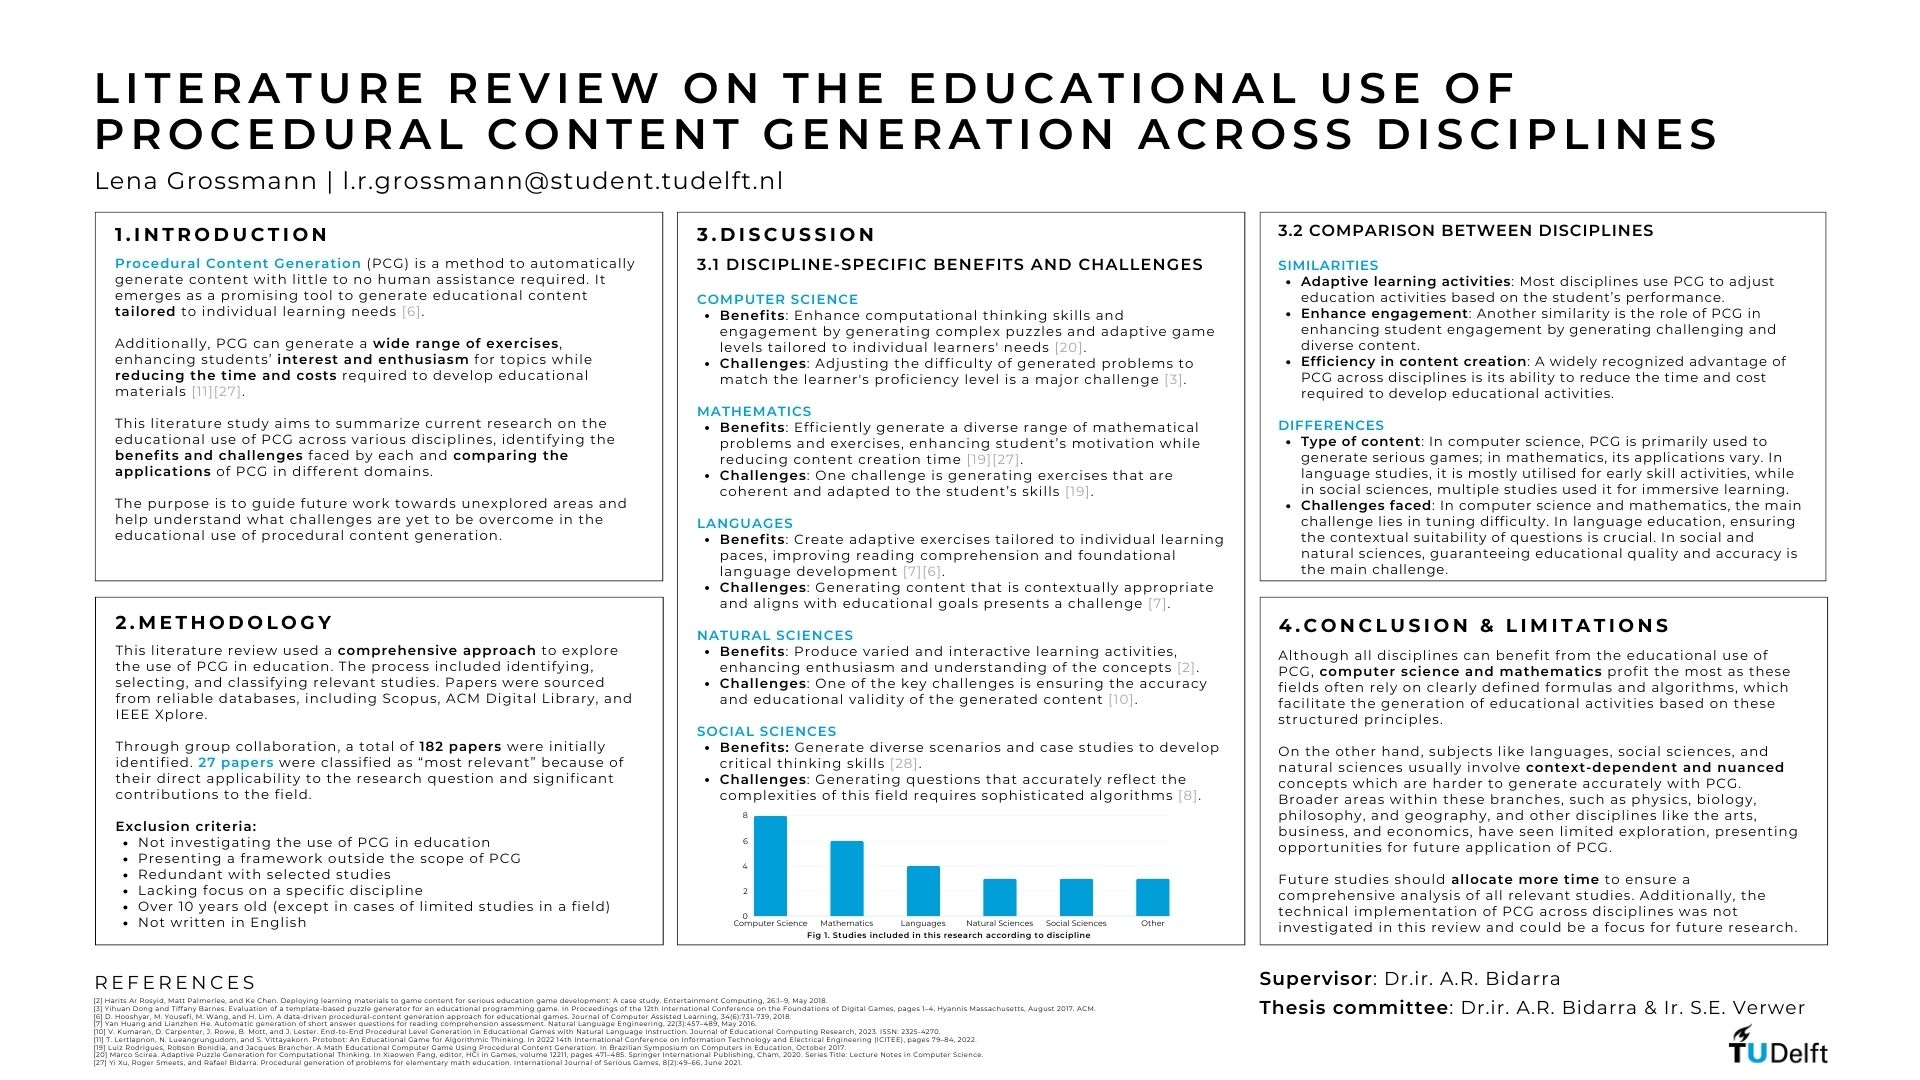 LITERATURE REVIEW ON THE EDUCATIONAL USE OF
PROCEDURAL CONTENT GENERATION ACROSS DISCIPLINES
Lena Grossmann | l.r.grossmann@student.tudelft.nl
1.INTRODUCTION
Procedural Content Generation (PCG) is a method to automatically
generate content with little to no human assistance required. It
emerges as a promising tool to generate educational content
tailored to individual learning needs [6].
Additionally, PCG can generate a wide range of exercises,
enhancing students’ interest and enthusiasm for topics while
reducing the time and costs required to develop educational
materials [11][27].
This literature study aims to summarize current research on the
educational use of PCG across various disciplines, identifying the
benefits and challenges faced by each and comparing the
applications of PCG in different domains.
The purpose is to guide future work towards unexplored areas and
help understand what challenges are yet to be overcome in the
educational use of procedural content generation.
2.METHODOLOGY
This literature review used a comprehensive approach to explore
the use of PCG in education. The process included identifying,
selecting, and classifying relevant studies. Papers were sourced
from reliable databases, including Scopus, ACM Digital Library, and
IEEE Xplore.
Through group collaboration, a total of 182 papers were initially
identified. 27 papers were classified as “most relevant” because of
their direct applicability to the research question and significant
contributions to the field.
Exclusion criteria:
• Not investigating the use of PCG in education
• Presenting a framework outside the scope of PCG
• Redundant with selected studies
• Lacking focus on a specific discipline
• Over 10 years old (except in cases of limited studies in a field)
• Not written in English
3.DISCUSSION
3.1 DISCIPLINE-SPECIFIC BENEFITS AND CHALLENGES
COMPUTER SCIENCE
• Benefits: Enhance computational thinking skills and
engagement by generating complex puzzles and adaptive game
levels tailored to individual learners' needs [20].
• Challenges: Adjusting the difficulty of generated problems to
match the learner's proficiency level is a major challenge [3].
MATHEMATICS
• Benefits: Efficiently generate a diverse range of mathematical
problems and exercises, enhancing student’s motivation while
reducing content creation time [19][27].
• Challenges: One challenge is generating exercises that are
coherent and adapted to the student’s skills [19].
LANGUAGES
• Benefits: Create adaptive exercises tailored to individual learning
paces, improving reading comprehension and foundational
language development [7][6].
• Challenges: Generating content that is contextually appropriate
and aligns with educational goals presents a challenge [7].
NATURAL SCIENCES
• Benefits: Produce varied and interactive learning activities,
enhancing enthusiasm and understanding of the concepts [2].
• Challenges: One of the key challenges is ensuring the accuracy
and educational validity of the generated content [10].
SOCIAL SCIENCES
• Benefits: Generate diverse scenarios and case studies to develop
critical thinking skills [28].
• Challenges: Generating questions that accurately reflect the
complexities of this field requires sophisticated algorithms [8].
8
6
4
2
0
Computer Science Mathematics Languages Natural Sciences Social Sciences Other
Fig 1. Studies included in this research according to discipline
3.2 COMPARISON BETWEEN DISCIPLINES
SIMILARITIES
• Adaptive learning activities: Most disciplines use PCG to adjust
education activities based on the student’s performance.
• Enhance engagement: Another similarity is the role of PCG in
enhancing student engagement by generating challenging and
diverse content.
• Efficiency in content creation: A widely recognized advantage of
PCG across disciplines is its ability to reduce the time and cost
required to develop educational activities.
DIFFERENCES
• Type of content: In computer science, PCG is primarily used to
generate serious games; in mathematics, its applications vary. In
language studies, it is mostly utilised for early skill activities, while
in social sciences, multiple studies used it for immersive learning.
• Challenges faced: In computer science and mathematics, the main
challenge lies in tuning difficulty. In language education, ensuring
the contextual suitability of questions is crucial. In social and
natural sciences, guaranteeing educational quality and accuracy is
the main challenge.
4.CONCLUSION & LIMITATIONS
Although all disciplines can benefit from the educational use of
PCG, computer science and mathematics profit the most as these
fields often rely on clearly defined formulas and algorithms, which
facilitate the generation of educational activities based on these
structured principles.
On the other hand, subjects like languages, social sciences, and
natural sciences usually involve context-dependent and nuanced
concepts which are harder to generate accurately with PCG.
Broader areas within these branches, such as physics, biology,
philosophy, and geography, and other disciplines like the arts,
business, and economics, have seen limited exploration, presenting
opportunities for future application of PCG.
Future studies should allocate more time to ensure a
comprehensive analysis of all relevant studies. Additionally, the
technical implementation of PCG across disciplines was not
investigated in this review and could be a focus for future research.
REFERENCES
[2] Harits Ar Rosyid, Matt Palmerlee, and Ke Chen. Deploying learning materials to game content for serious education game development: A case study. Entertainment Computing, 26:1–9, May 2018.
[3] Yihuan Dong and Tiffany Barnes. Evaluation of a template-based puzzle generator for an educational programming game. In Proceedings of the 12th International Conference on the Foundations of Digital Games, pages 1–4, Hyannis Massachusetts, August 2017. ACM.
[6] D. Hooshyar, M. Yousefi, M. Wang, and H. Lim. A data-driven procedural-content generation approach for educational games. Journal of Computer Assisted Learning, 34(6):731–739, 2018.
[7] Yan Huang and Lianzhen He. Automatic generation of short answer questions for reading comprehension assessment. Natural Language Engineering, 22(3):457–489, May 2016.
[10] V. Kumaran, D. Carpenter, J. Rowe, B. Mott, and J. Lester. End-to-End Procedural Level Generation in Educational Games with Natural Language Instruction. Journal of Educational Computing Research, 2023. ISSN: 2325-4270.
[11] T. Lertlapnon, N. Lueangrungudom, and S. Vittayakorn. Protobot: An Educational Game for Algorithmic Thinking. In 2022 14th International Conference on Information Technology and Electrical Engineering (ICITEE), pages 79–84, 2022.
[19] Luiz Rodrigues, Robson Bonidia, and Jacques Brancher. A Math Educational Computer Game Using Procedural Content Generation. In Brazilian Symposium on Computers in Education, October 2017.
[20] Marco Scirea. Adaptive Puzzle Generation for Computational Thinking. In Xiaowen Fang, editor, HCI in Games, volume 12211, pages 471–485. Springer International Publishing, Cham, 2020. Series Title: Lecture Notes in Computer Science.
[27] Yi Xu, Roger Smeets, and Rafael Bidarra. Procedural generation of problems for elementary math education. International Journal of Serious Games, 8(2):49–66, June 2021.
Supervisor: Dr.ir. A.R. Bidarra
Thesis committee: Dr.ir. A.R. Bidarra & Ir. S.E. Verwer
TUDelft